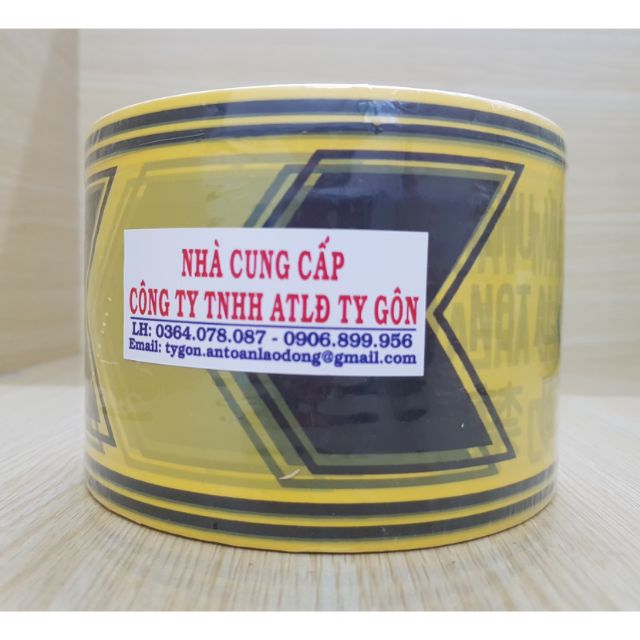 NHÀ CUNG CẤP
CÔNG TY TNHH ATLĐ TY GÔN
LH: 0364.078.087 - 0906.899.956
Email: tygon.antoanlaodong@gmail.com